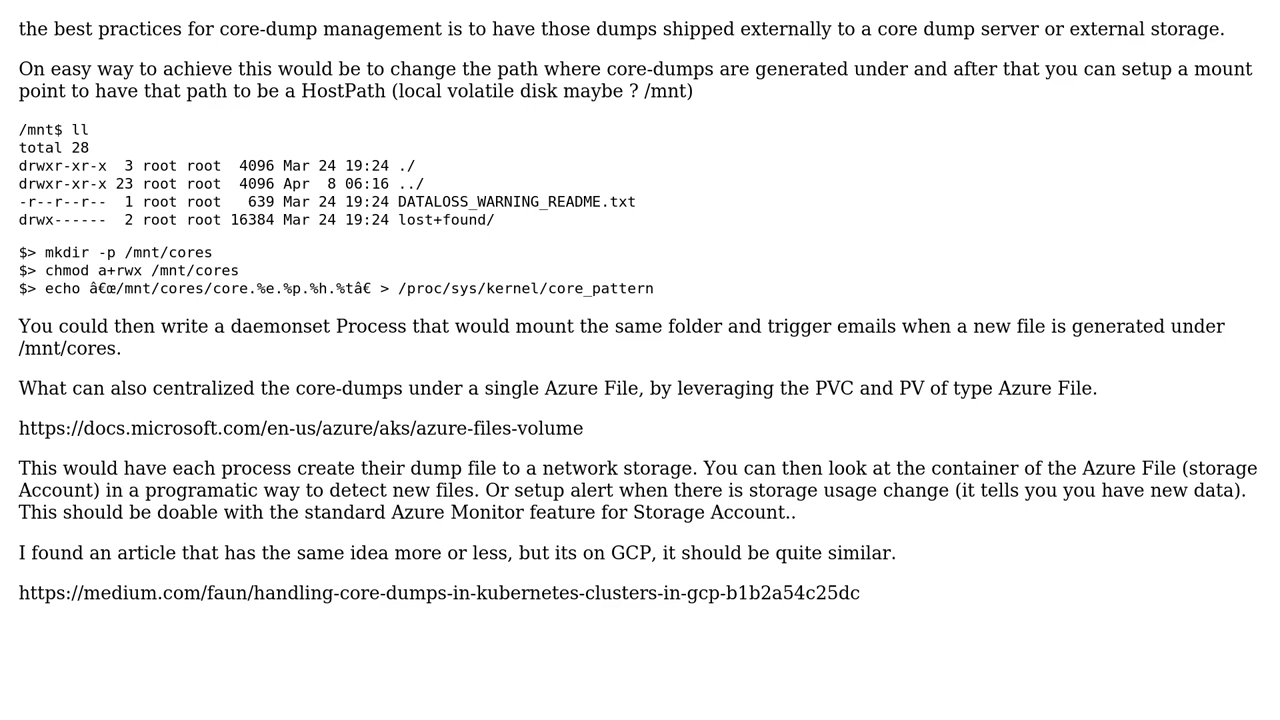 the best practices for core-dump management is to have those dumps shipped externally to a core dump server or external storage.
On easy way to achieve this would be to change the path where core-dumps are generated under and after that you can setup a mount
point to have that path to be a HostPath (local volatile disk maybe ? /mnt)
/mnt$ ll
total 28
drwxr-xr-x  3 root root  4096 Mar 24 19:24 ./
drwxr-xr-x 23 root root  4096 Apr  8 06:16 ../
-r--r--r--  1 root root   639 Mar 24 19:24 DATALOSS_WARNING_README.txt
drwx------  2 root root 16384 Mar 24 19:24 lost+found/
$> mkdir -p /mnt/cores
$> chmod a+rwx /mnt/cores
$> echo â€œ/mnt/cores/core.%e.%p.%h.%tâ€ > /proc/sys/kernel/core_pattern
You could then write a daemonset Process that would mount the same folder and trigger emails when a new file is generated under
/mnt/cores.
What can also centralized the core-dumps under a single Azure File, by leveraging the PVC and PV of type Azure File.
https://docs.microsoft.com/en-us/azure/aks/azure-files-volume
This would have each process create their dump file to a network storage. You can then look at the container of the Azure File (storage
Account) in a programatic way to detect new files. Or setup alert when there is storage usage change (it tells you you have new data).
This should be doable with the standard Azure Monitor feature for Storage Account..
I found an article that has the same idea more or less, but its on GCP, it should be quite similar.
https://medium.com/faun/handling-core-dumps-in-kubernetes-clusters-in-gcp-b1b2a54c25dc